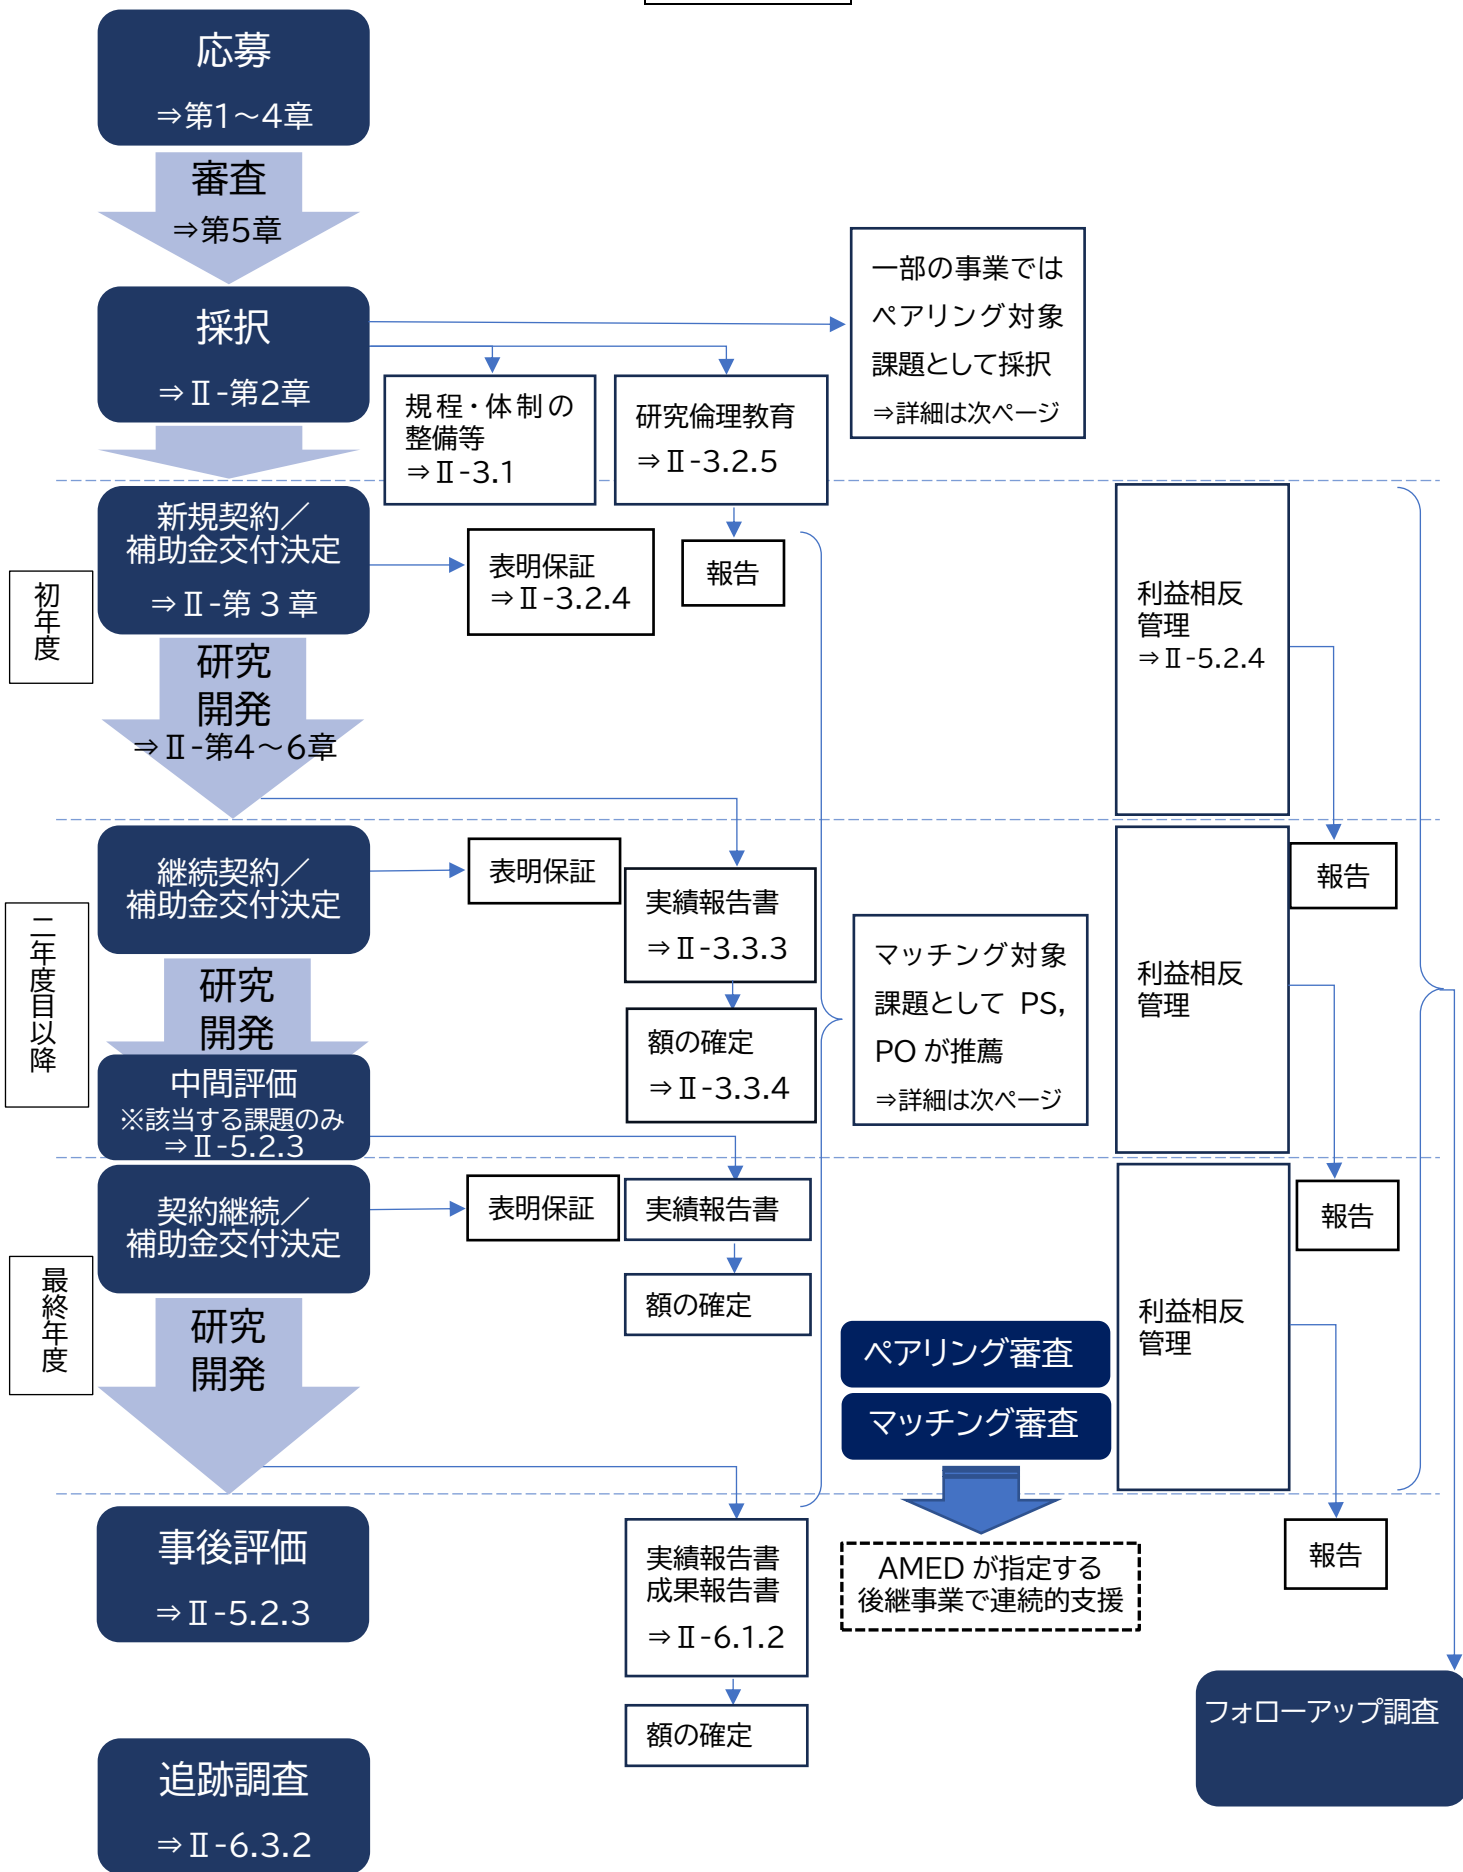 応募
⇒第1～4章
審査
⇒第5章
採択
⇒Ⅱ-第2章
一部の事業では
ペアリング対象
課題として採択
⇒詳細は次ページ
規程・体制の
整備等
⇒Ⅱ-3.1
研究倫理教育
⇒Ⅱ-3.2.5
初年度
新規契約／
補助金交付決定
⇒Ⅱ-第 3 章
表明保証
⇒Ⅱ-3.2.4
報告
利益相反
管理
⇒Ⅱ-5.2.4
研究
開発
⇒Ⅱ-第4～6章
二年度目以降
継続契約／
補助金交付決定
表明保証
実績報告書
⇒Ⅱ-3.3.3
報告
マッチング対象
課題として PS,
PO が推薦
⇒詳細は次ページ
利益相反
管理
研究
開発
額の確定
⇒Ⅱ-3.3.4
中間評価
※該当する課題のみ
⇒Ⅱ-5.2.3
最終年度
契約継続／
補助金交付決定
表明保証
実績報告書
報告
額の確定
研究
開発
ペアリング審査
マッチング審査
利益相反
管理
事後評価
⇒Ⅱ-5.2.3
実績報告書
成果報告書
⇒Ⅱ-6.1.2
AMED が指定する
後継事業で連続的支援
報告
額の確定
フォローアップ調査
追跡調査
⇒Ⅱ-6.3.2